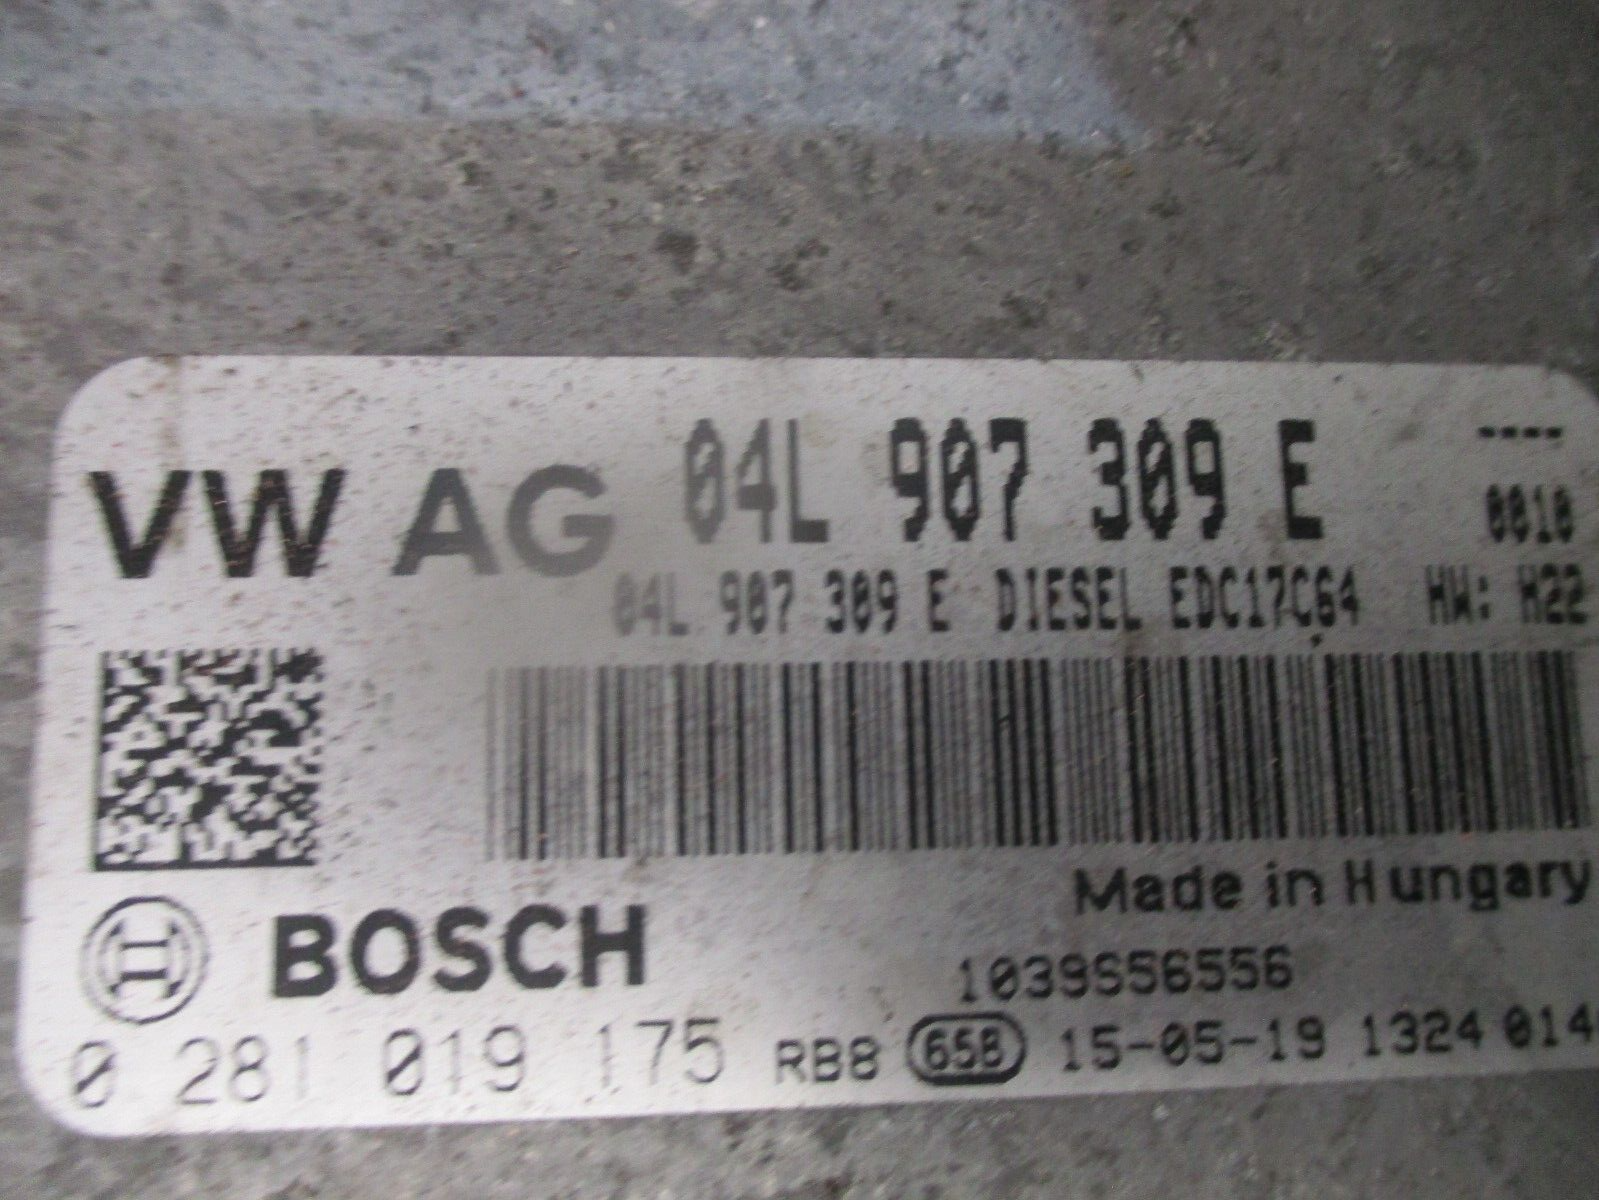 VW AG 04L 907 309 E ----
0010
04L 907 309 E DIESEL EDC17C64 HW: H22
Made in Hungary
BOSCH
1039S56556
0 281 019 175 RB8 65B 15-05-19 1324 014